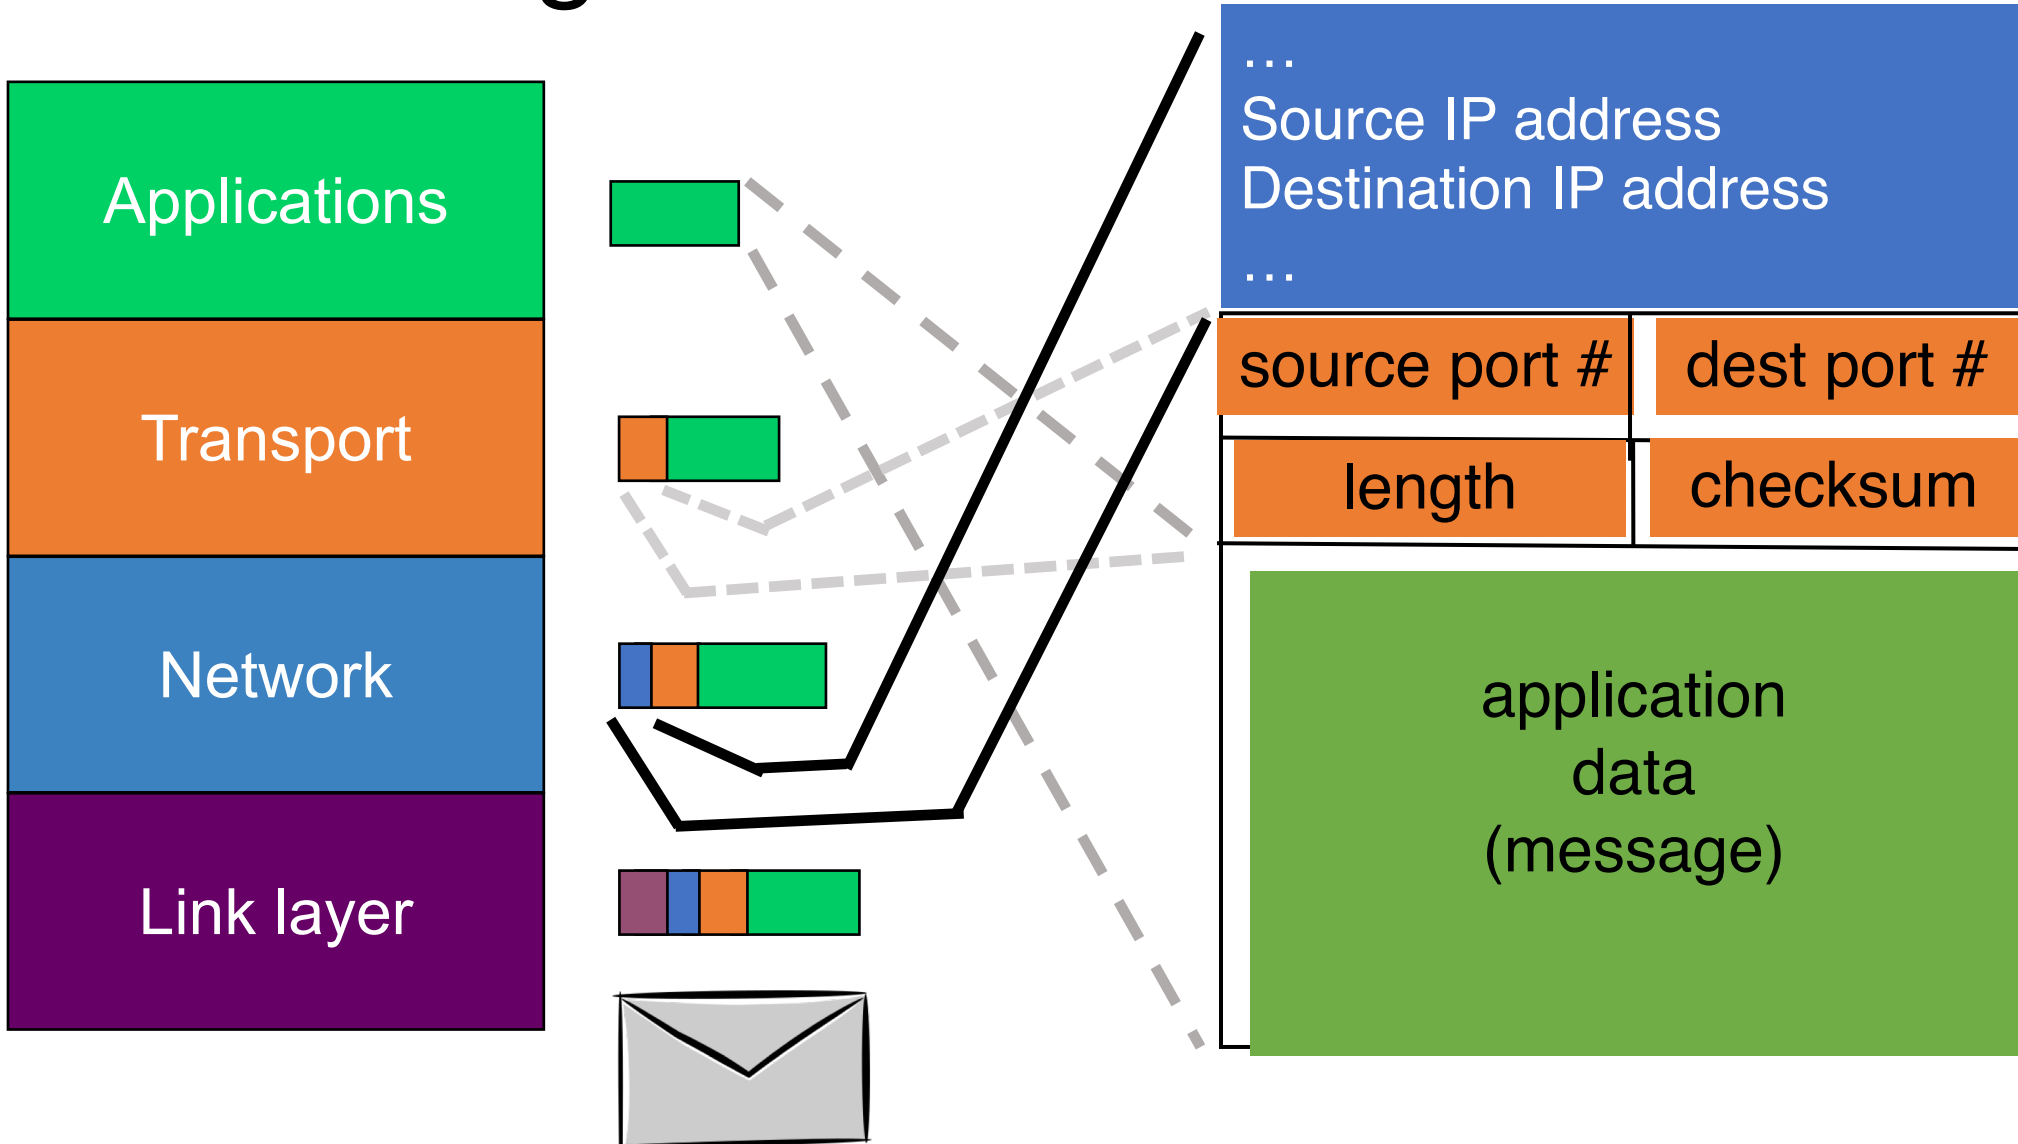 Applications
Transport
Network
Link layer
…
Source IP address
Destination IP address
…
source port #
dest port #
length
checksum
application
data
(message)